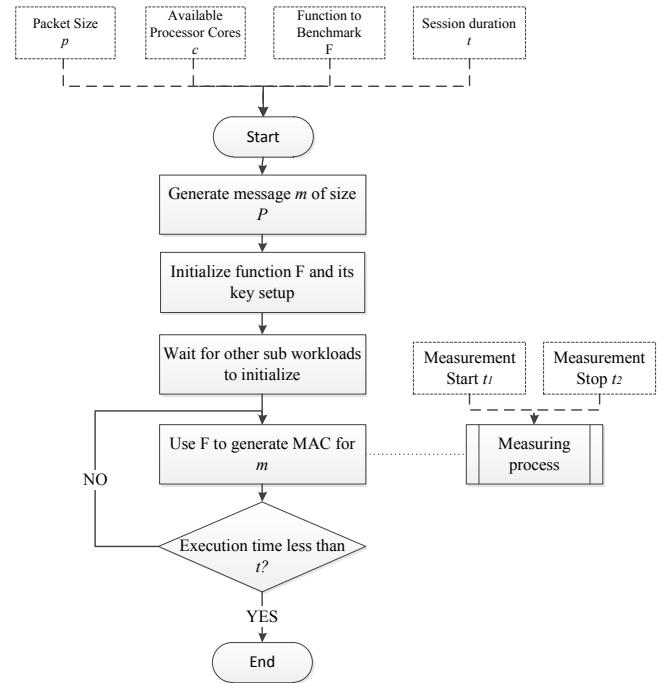 Packet Size
p
Available
Processor Cores
c
Function to
Benchmark
F
Session duration
t
Start
Generate message m of size
P
Initialize function F and its
key setup
Wait for other sub workloads
to initialize
Measurement
Start t1
Measurement
Stop t2
Use F to generate MAC for
m
Measuring
process
NO
Execution time less than
t?
YES
End